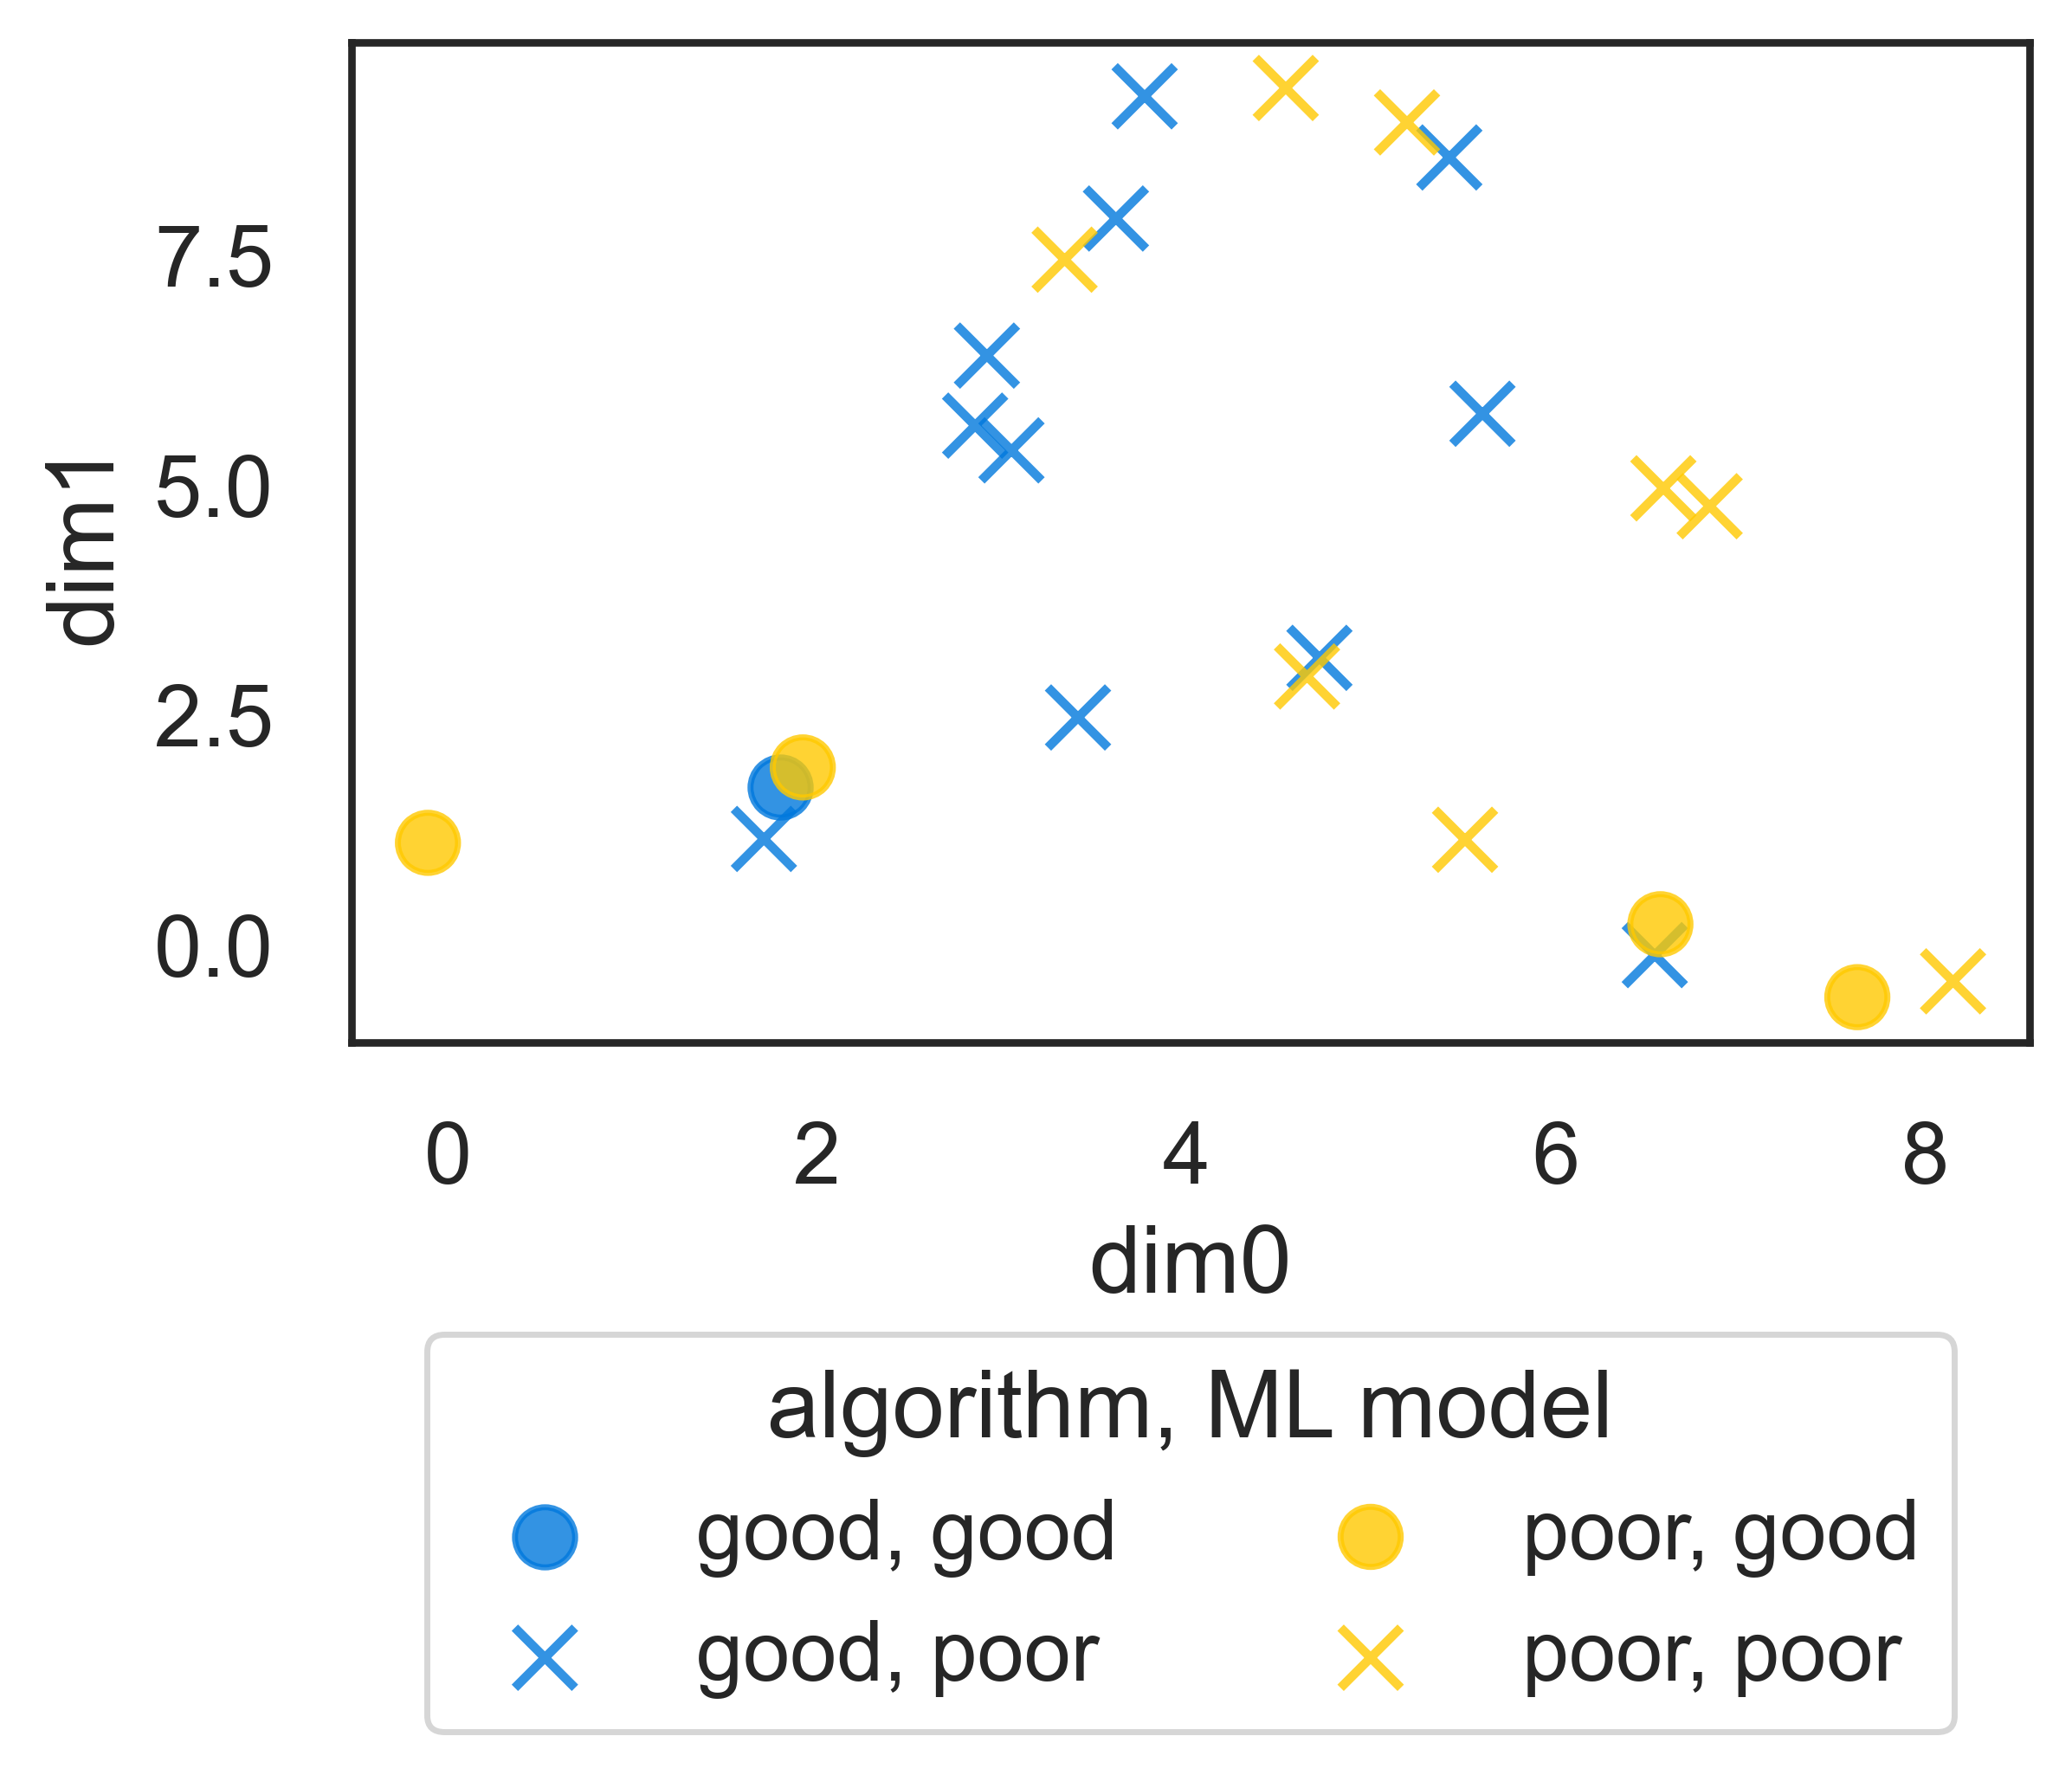 7.5
5.0
2.5
0.0
dim1
0 2 4 6 8
dim0
algorithm, ML model
good, good poor, good
good, poor poor, poor